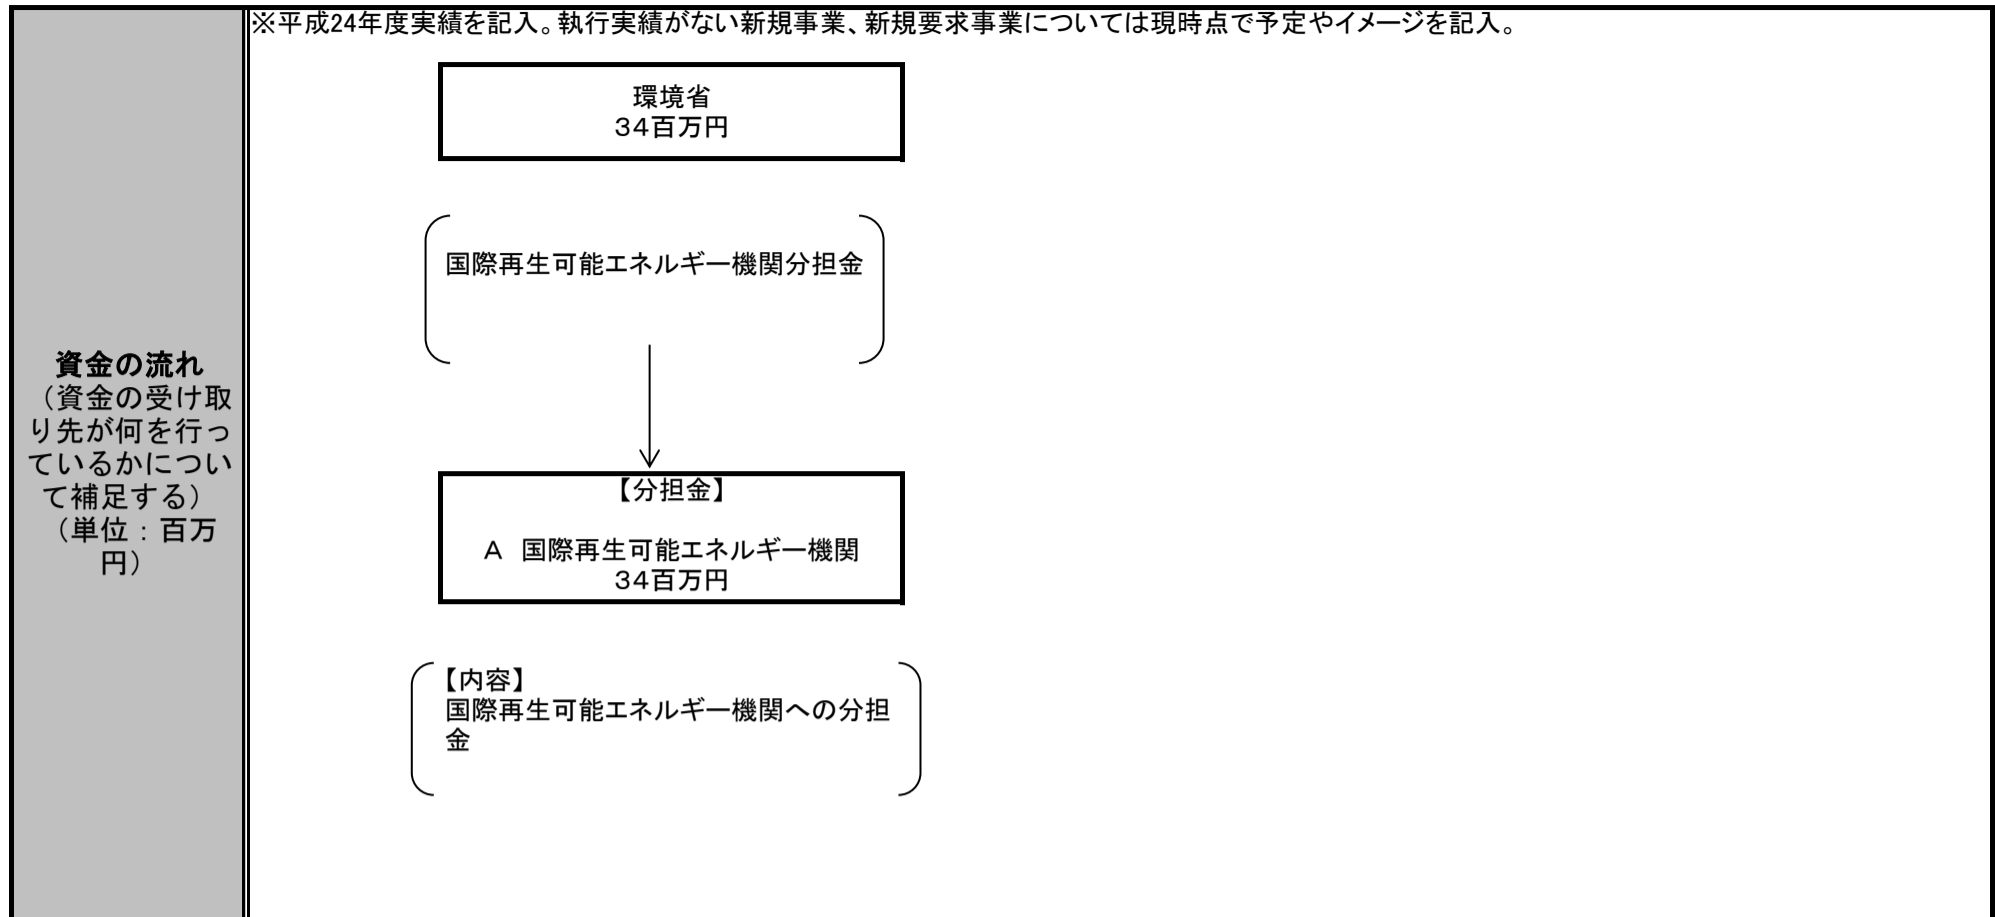 ※平成24年度実績を記入。執行実績がない新規事業、新規要求事業については現時点で予定やイメージを記入。
環境省
３４百万円
国際再生可能エネルギー機関分担金
資金の流れ
（資金の受け取
り先が何を行っ
ているかについ
て補足する）
（単位：百万
円）
【分担金】
Ａ　国際再生可能エネルギー機関
３４百万円
【内容】
国際再生可能エネルギー機関への分担
金